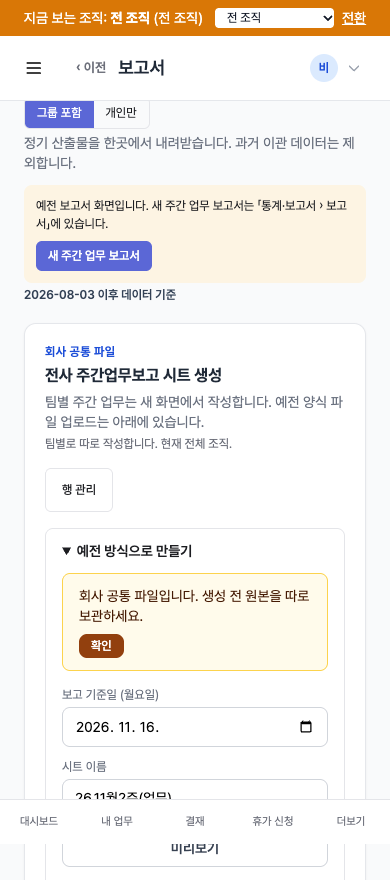 지금 보는 조직: 전 조직 (전 조직) 전 조직 전환
‹ 이전 보고서 비
그룹 포함 개인만
정기 산출물을 한곳에서 내려받습니다. 과거 이관 데이터는 제
외합니다.
예전 보고서 화면입니다. 새 주간 업무 보고서는 「통계·보고서 › 보고
서」에 있습니다.
새 주간 업무 보고서
2026-08-03 이후 데이터 기준
회사 공통 파일
전사 주간업무보고 시트 생성
팀별 주간 업무는 새 화면에서 작성합니다. 예전 양식 파
일 업로드는 아래에 있습니다.
팀별로 따로 작성합니다. 현재 전체 조직.
행 관리
▼ 예전 방식으로 만들기
회사 공통 파일입니다. 생성 전 원본을 따로
보관하세요.
확인
보고 기준일 (월요일)
2026. 11. 16.
시트 이름
26.11월2주(업무)
대시보드 내 업무 결재 휴가 신청 더보기
미리보기